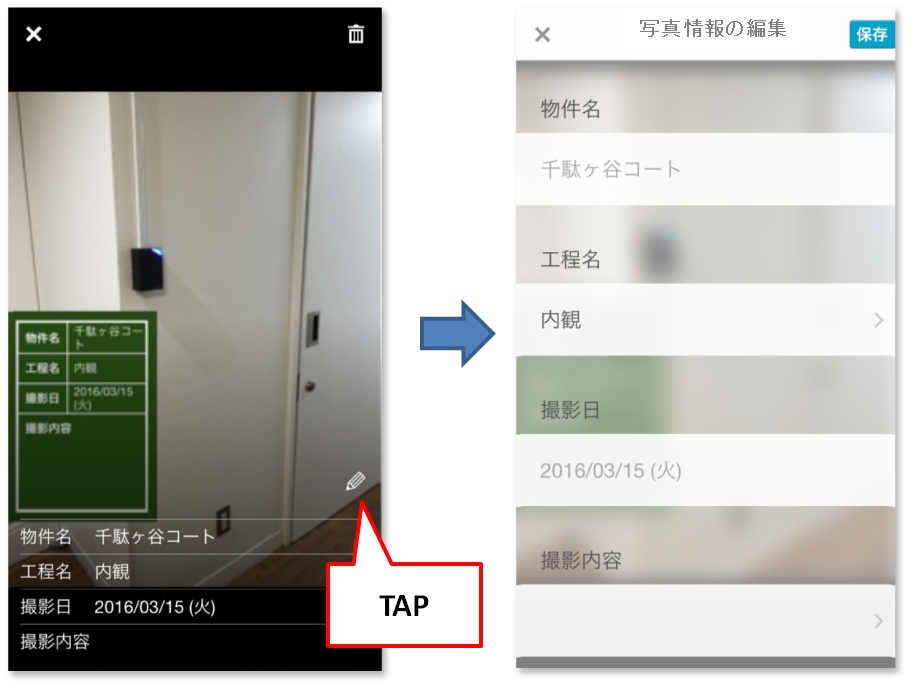 物件名 千駄ヶ谷コー
ト
工程名 内観
撮影日 2016/03/15
(火)
撮影内容
物件名 千駄ヶ谷コート
工程名 内観
撮影日 2016/03/15 (火)
撮影内容
TAP
写真情報の編集
保存
物件名
千駄ヶ谷コート
工程名
内観
撮影日
2016/03/15 (火)
撮影内容